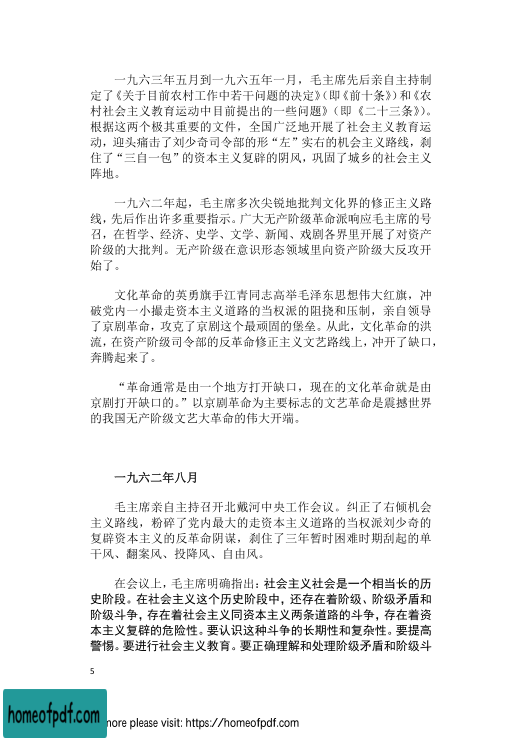 一九六三年五月到一九六五年一月，毛主席先后亲自主持制
定了《关于目前农村工作中若干问题的决定》（即《前十条》）和《农
村社会主义教育运动中目前提出的一些问题》（即《二十三条》）。
根据这两个极其重要的文件，全国广泛地开展了社会主义教育运
动，迎头痛击了刘少奇司令部的形“左”实右的机会主义路线，刹
住了“三自一包”的资本主义复辟的阴风，巩固了城乡的社会主义
阵地。
一九六二年起，毛主席多次尖锐地批判文化界的修正主义路
线，先后作出许多重要指示。广大无产阶级革命派响应毛主席的号
召，在哲学、经济、史学、文学、新闻、戏剧各界里开展了对资产
阶级的大批判。无产阶级在意识形态领域里向资产阶级大反攻开
始了。
文化革命的英勇旗手江青同志高举毛泽东思想伟大红旗，冲
破党内一小撮走资本主义道路的当权派的阻挠和压制，亲自领导
了京剧革命，攻克了京剧这个最顽固的堡垒。从此，文化革命的洪
流，在资产阶级司令部的反革命修正主义文艺路线上，冲开了缺口，
奔腾起来了。
“革命通常是由一个地方打开缺口，现在的文化革命就是由
京剧打开缺口的。”以京剧革命为主要标志的文艺革命是震撼世界
的我国无产阶级文艺大革命的伟大开端。
一九六二年八月
毛主席亲自主持召开北戴河中央工作会议。纠正了右倾机会
主义路线，粉碎了党内最大的走资本主义道路的当权派刘少奇的
复辟资本主义的反革命阴谋，刹住了三年暂时困难时期刮起的单
干风、翻案风、投降风、自由风。
在会议上，毛主席明确指出：社会主义社会是一个相当长的历
史阶段。在社会主义这个历史阶段中，还存在着阶级、阶级矛盾和
阶级斗争，存在着社会主义同资本主义两条道路的斗争，存在着资
本主义复辟的危险性。要认识这种斗争的长期性和复杂性。要提高
警惕。要进行社会主义教育。要正确理解和处理阶级矛盾和阶级斗
5
homeofpdf.com
more please visit: https://homeofpdf.com